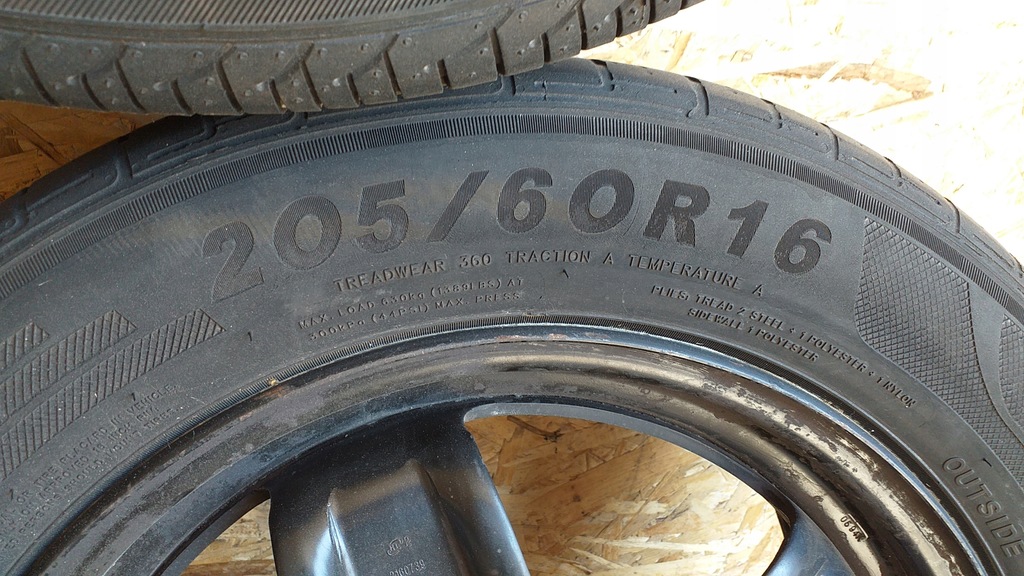 205/60R16
TREADWEAR 360 TRACTION A TEMPERATURE A
MAX. LOAD 630kg (1389LBS) AT
300kPa (44PSI) MAX. PRESS
PLIES: TREAD 2 STEEL + 1 POLYESTER + 1 NYLON
SIDEWALL 1 POLYESTER
OUTSIDE